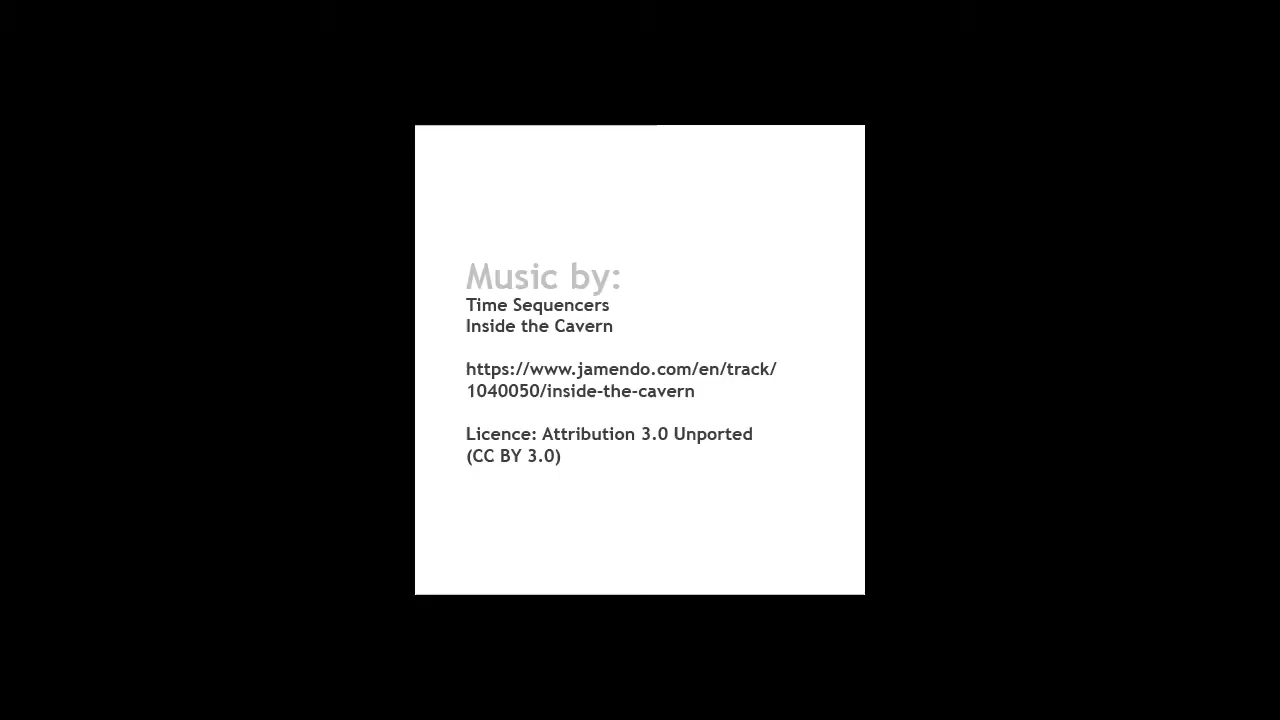 Music by:
Time Sequencers
Inside the Cavern
https://www.jamendo.com/en/track/
1040050/inside-the-cavern
Licence: Attribution 3.0 Unported
(CC BY 3.0)